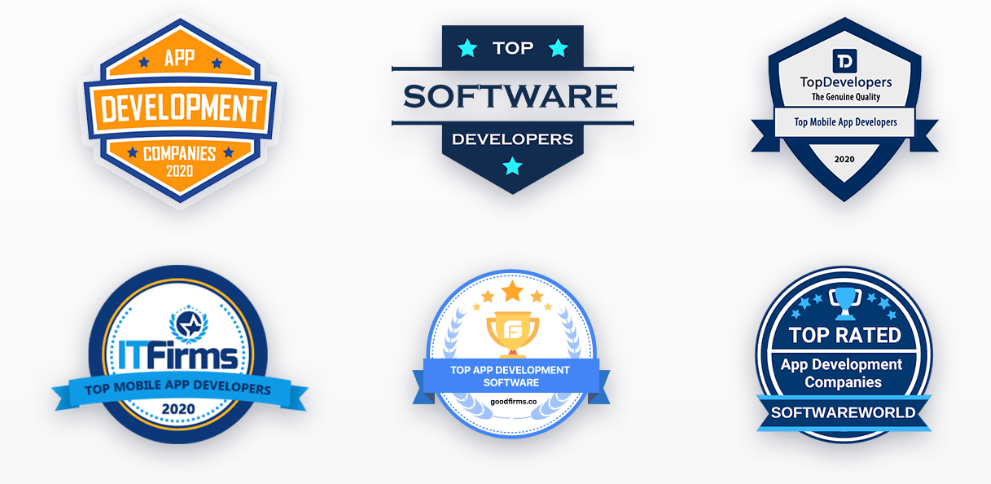 APP
DEVELOPMENT
COMPANIES
2020
TOP
SOFTWARE
DEVELOPERS
TD
TopDevelopers
The Genuine Quality
Top Mobile App Developers
2020
ITFirms
TOP MOBILE APP DEVELOPERS
2020
G
TOP APP DEVELOPMENT
SOFTWARE
goodfirms.co
TOP RATED
App Development
Companies
SOFTWAREWORLD